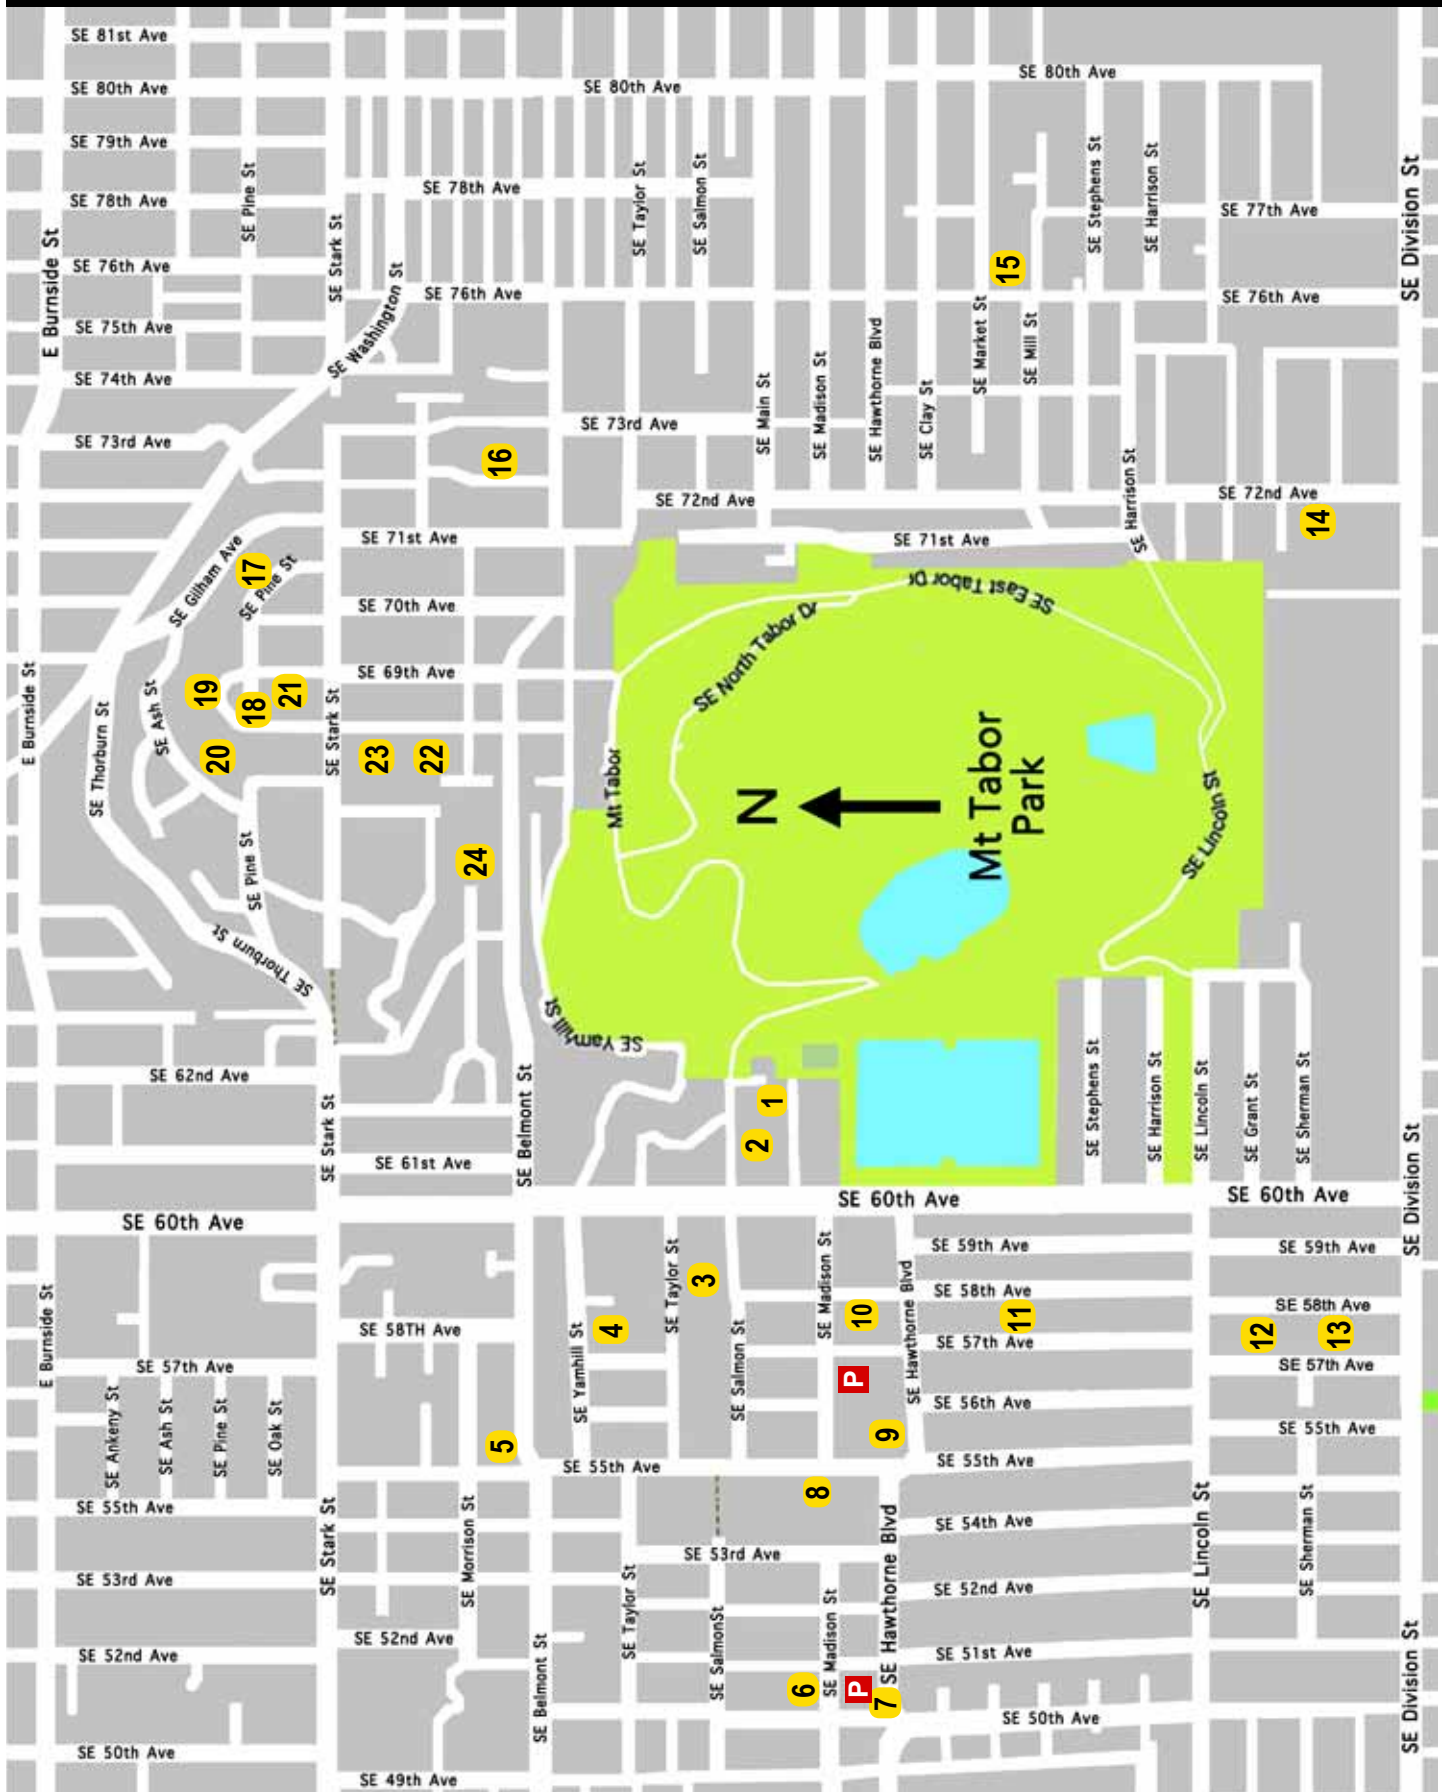 SE 81st Ave
SE 80th Ave
SE 80th Ave
SE 80th Ave
SE 79th Ave
SE 78th Ave
SE Pine St
SE 78th Ave
SE Taylor St
SE Salmon St
SE Stephens St
SE Harrison St
SE 77th Ave
SE Division St
E Burnside St
SE 76th Ave
SE Stark St
SE Washington St
SE 76th Ave
15
SE 76th Ave
SE 75th Ave
SE 74th Ave
SE Market St
SE Mill St
SE Main St
SE Madison St
SE Hawthorne Blvd
SE Clay St
SE 73rd Ave
SE 73rd Ave
16
SE Harrison St
SE 72nd Ave
SE 72nd Ave
14
SE 71st Ave
SE 71st Ave
SE Gilham Ave
17
SE Pine St
SE 70th Ave
SE East Tabor Dr
SE North Tabor Dr
SE 69th Ave
E Burnside St
SE Thorburn St
SE Ash St
19
18
21
20
SE Stark St
23
22
Mt Tabor
N
Mt Tabor
Park
SE Lincoln St
24
SE Pine St
SE Thorburn St
SE Yamhill St
SE 62nd Ave
SE Stark St
SE Belmont St
SE 61st Ave
1
2
SE Stephens St
SE Harrison St
SE Lincoln St
SE Grant St
SE Sherman St
SE Division St
SE 60th Ave
SE 60th Ave
SE 60th Ave
SE 59th Ave
SE 59th Ave
SE Taylor St
3
SE Madison St
10
SE Hawthorne Blvd
SE 58th Ave
SE 58th Ave
11
12
13
E Burnside St
SE 58TH Ave
4
SE Yamhill St
SE Salmon St
SE 57th Ave
SE 57th Ave
SE 57th Ave
P
SE 56th Ave
SE Ankeny St
SE Ash St
SE Pine St
SE Oak St
5
9
SE 55th Ave
SE 55th Ave
SE 55th Ave
SE 55th Ave
8
SE Stark St
SE Morrison St
SE 54th Ave
SE Hawthorne Blvd
SE Lincoln St
SE Sherman St
SE 53rd Ave
SE 53rd Ave
SE Taylor St
SE 52nd Ave
SE 52nd Ave
SE 52nd Ave
SE Belmont St
SE Salmon St
SE Madison St
SE 51st Ave
6
P
7
SE Division St
SE 50th Ave
SE 50th Ave
SE 49th Ave